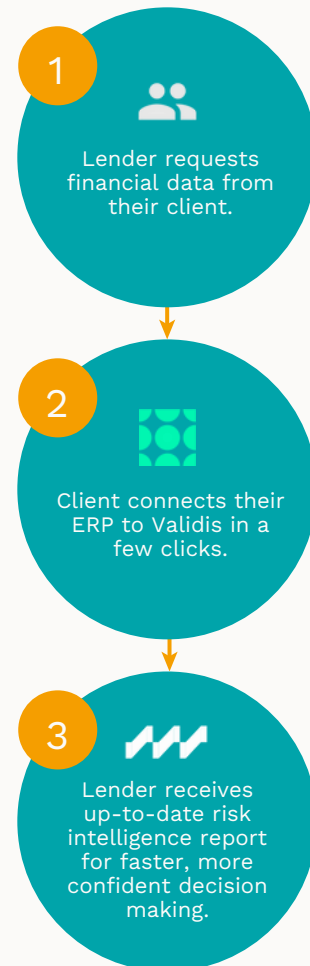 1
Lender requests
financial data from
their client.
2
Client connects their
ERP to Validis in a
few clicks.
3
Lender receives
up-to-date risk
intelligence report
for faster, more
confident decision
making.